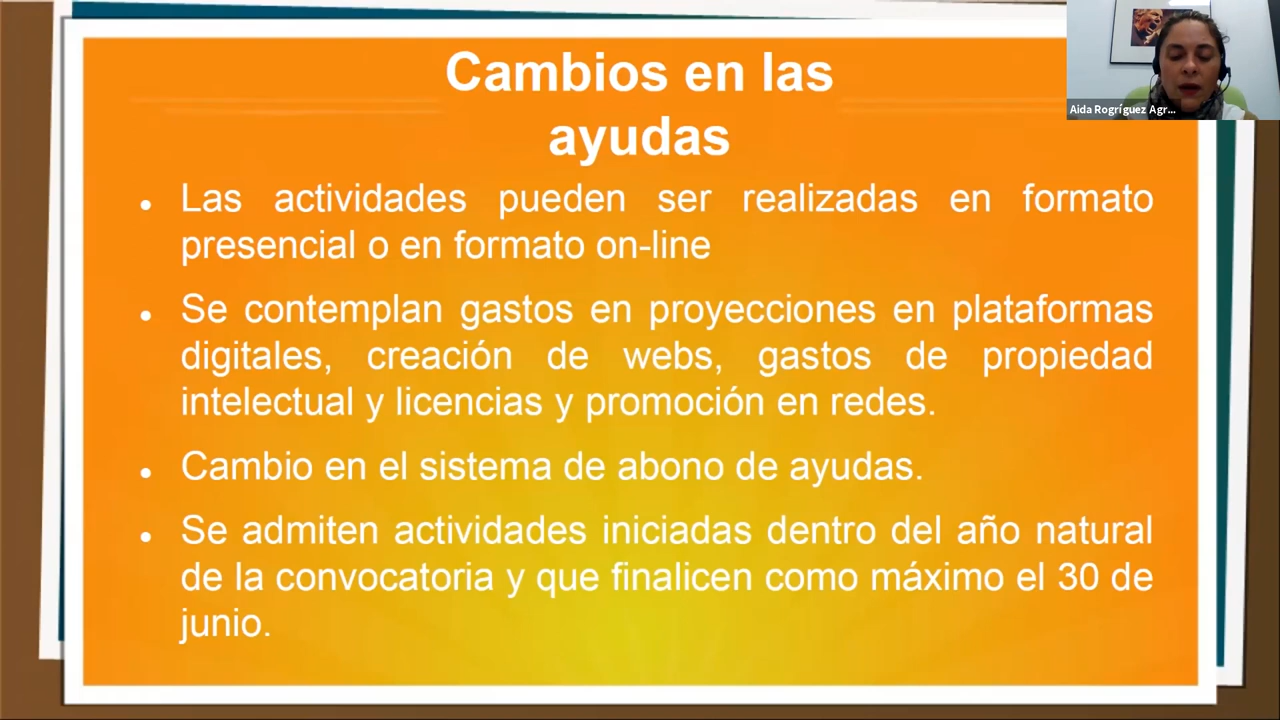 Cambios en las
ayudas
Aida Rogríguez Agr...
● Las actividades pueden ser realizadas en formato
presencial o en formato on-line
● Se contemplan gastos en proyecciones en plataformas
digitales, creación de webs, gastos de propiedad
intelectual y licencias y promoción en redes.
● Cambio en el sistema de abono de ayudas.
● Se admiten actividades iniciadas dentro del año natural
de la convocatoria y que finalicen como máximo el 30 de
junio.